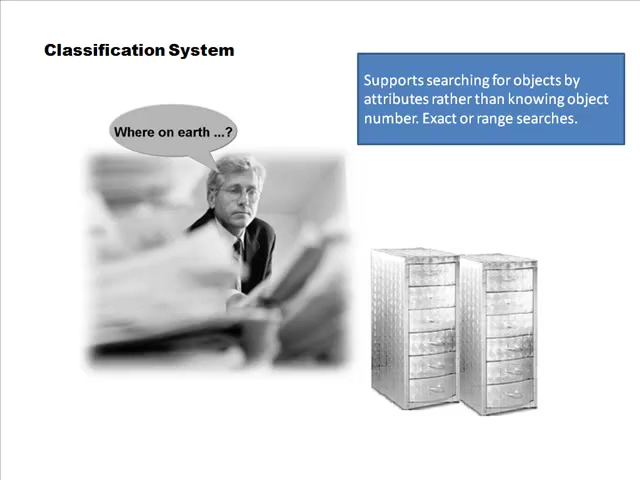 Classification System
Supports searching for objects by
attributes rather than knowing object
number. Exact or range searches.
Where on earth ...?